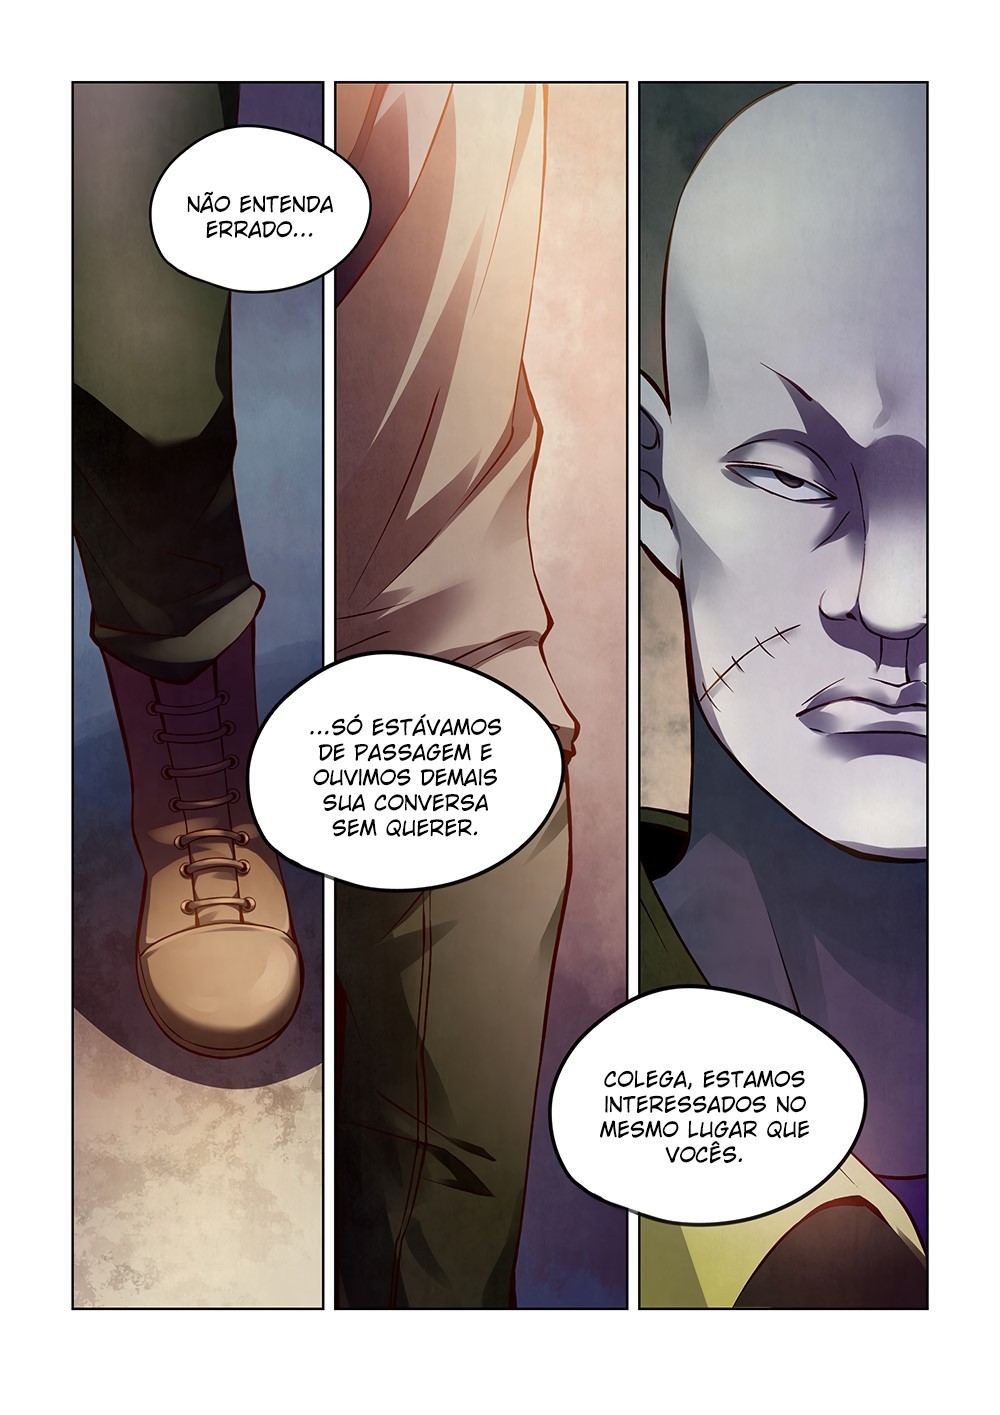 NÃO ENTENDA
ERRADO...
...SÓ ESTÁVAMOS
DE PASSAGEM E
OUVIMOS DEMAIS
SUA CONVERSA
SEM QUERER.
COLEGA, ESTAMOS
INTERESSADOS NO
MESMO LUGAR QUE
VOCÊS.